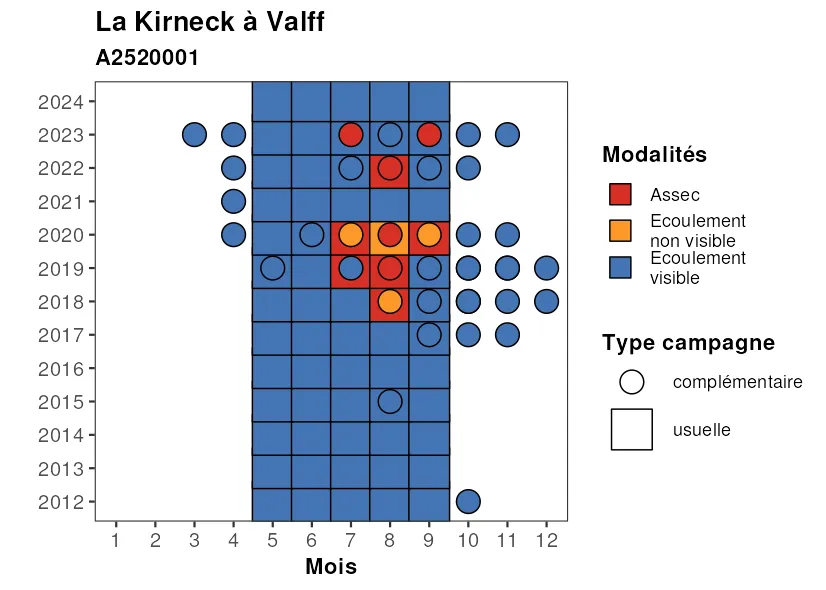 La Kirneck à Valff
A2520001
2024
2023
2022
2021
2020
2019
2018
2017
2016
2015
2014
2013
2012
1 2 3 4 5 6 7 8 9 10 11 12
Mois
Modalités
Assec
Ecoulement
non visible
Ecoulement
visible
Type campagne
complémentaire
usuelle